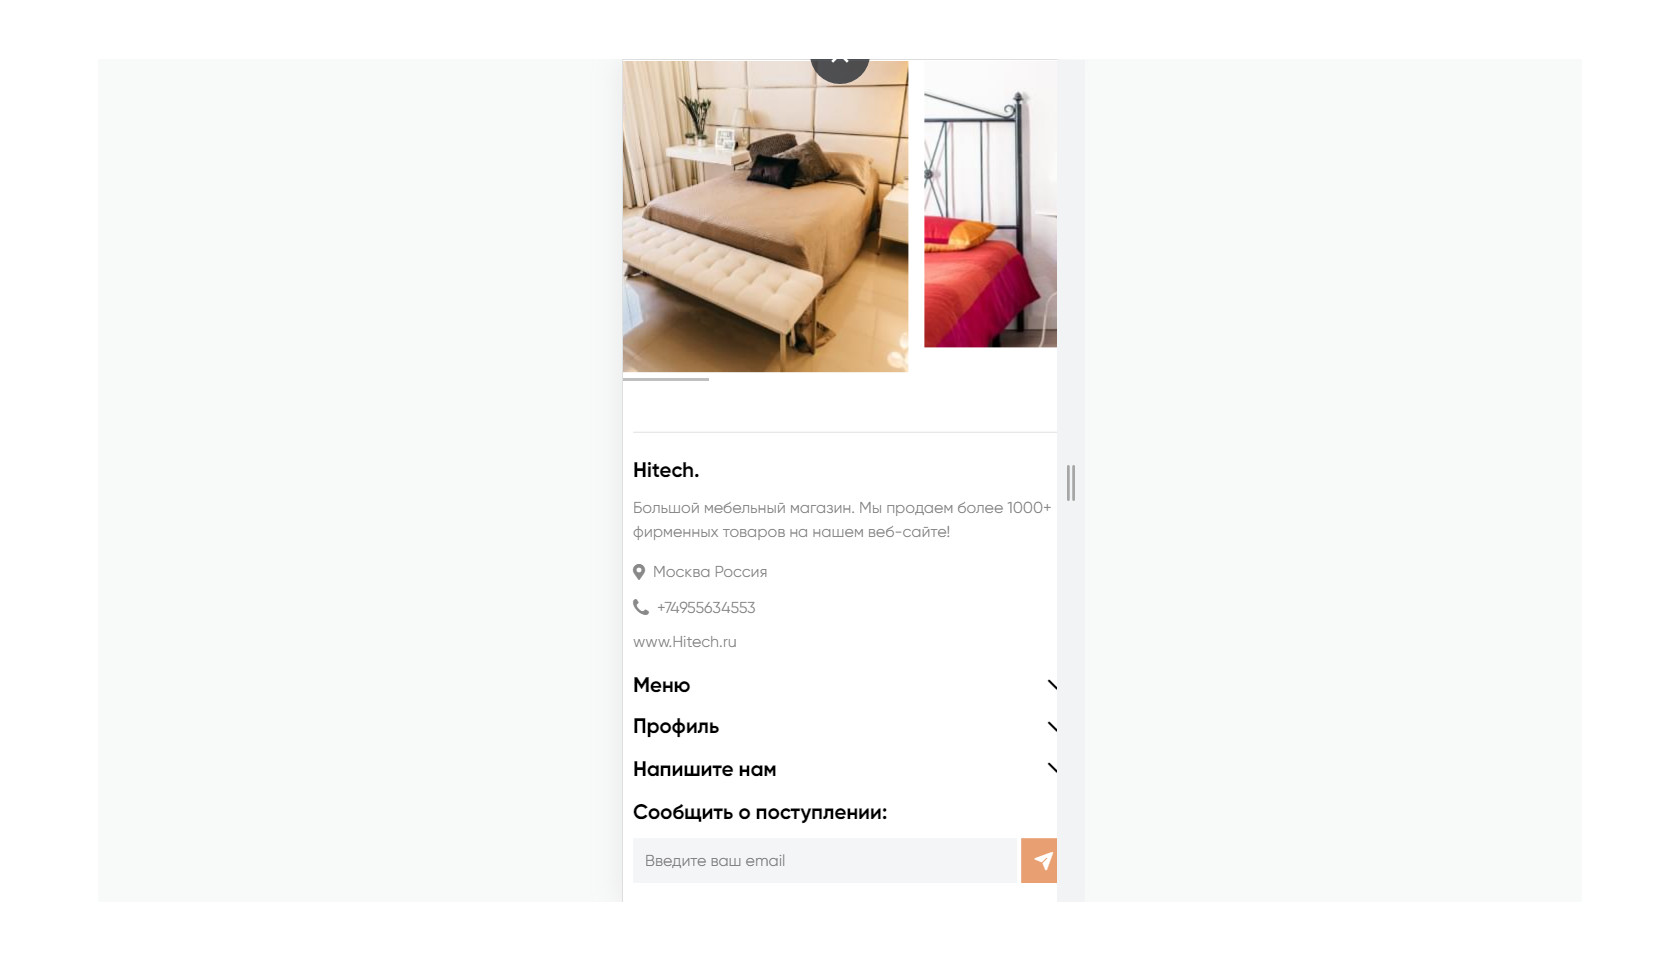 Hitech.
Большой мебельный магазин. Мы продаем более 1000+
фирменных товаров на нашем веб-сайте!
Москва Россия
+74955634553
www.Hitech.ru
Меню
Профиль
Напишите нам
Сообщить о поступлении:
Введите ваш email